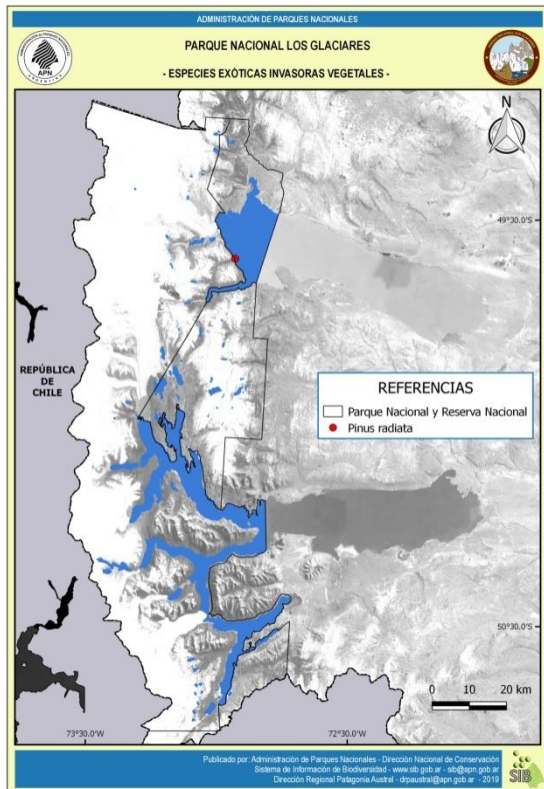 ADMINISTRACIÓN DE PARQUES NACIONALES
PARQUE NACIONAL LOS GLACIARES
- ESPECIES EXÓTICAS INVASORAS VEGETALES -
APN
N
49°30.0'S
REPÚBLICA
DE
CHILE
REFERENCIAS
Parque Nacional y Reserva Nacional
Pinus radiata
50°30.0'S
0 10 20 km
73°30.0'W
72°30.0'W
Publicado por: Administración de Parques Nacionales - Dirección Nacional de Conservación
Sistema de Información de Biodiversidad - www.sib.gob.ar - sib@apn.gob.ar
Dirección Regional Patagonia Austral - drpaustral@apn.gob.ar - 2019
SIB